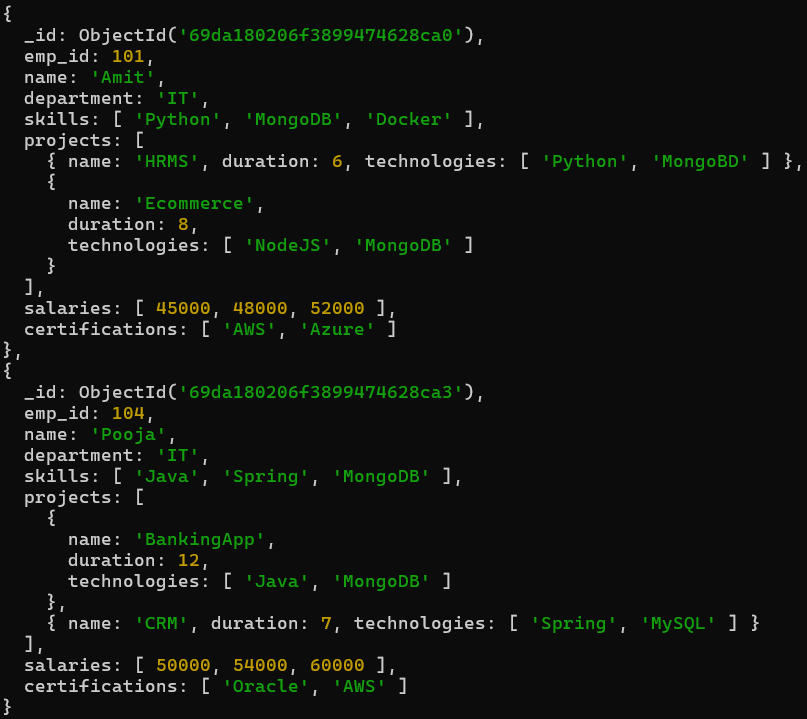 {
  _id: ObjectId('69da180206f3899474628ca0'),
  emp_id: 101,
  name: 'Amit',
  department: 'IT',
  skills: [ 'Python', 'MongoDB', 'Docker' ],
  projects: [
    { name: 'HRMS', duration: 6, technologies: [ 'Python', 'MongoBD' ] },
    {
      name: 'Ecommerce',
      duration: 8,
      technologies: [ 'NodeJS', 'MongoDB' ]
    }
  ],
  salaries: [ 45000, 48000, 52000 ],
  certifications: [ 'AWS', 'Azure' ]
},
{
  _id: ObjectId('69da180206f3899474628ca3'),
  emp_id: 104,
  name: 'Pooja',
  department: 'IT',
  skills: [ 'Java', 'Spring', 'MongoDB' ],
  projects: [
    {
      name: 'BankingApp',
      duration: 12,
      technologies: [ 'Java', 'MongoDB' ]
    },
    { name: 'CRM', duration: 7, technologies: [ 'Spring', 'MySQL' ] }
  ],
  salaries: [ 50000, 54000, 60000 ],
  certifications: [ 'Oracle', 'AWS' ]
}